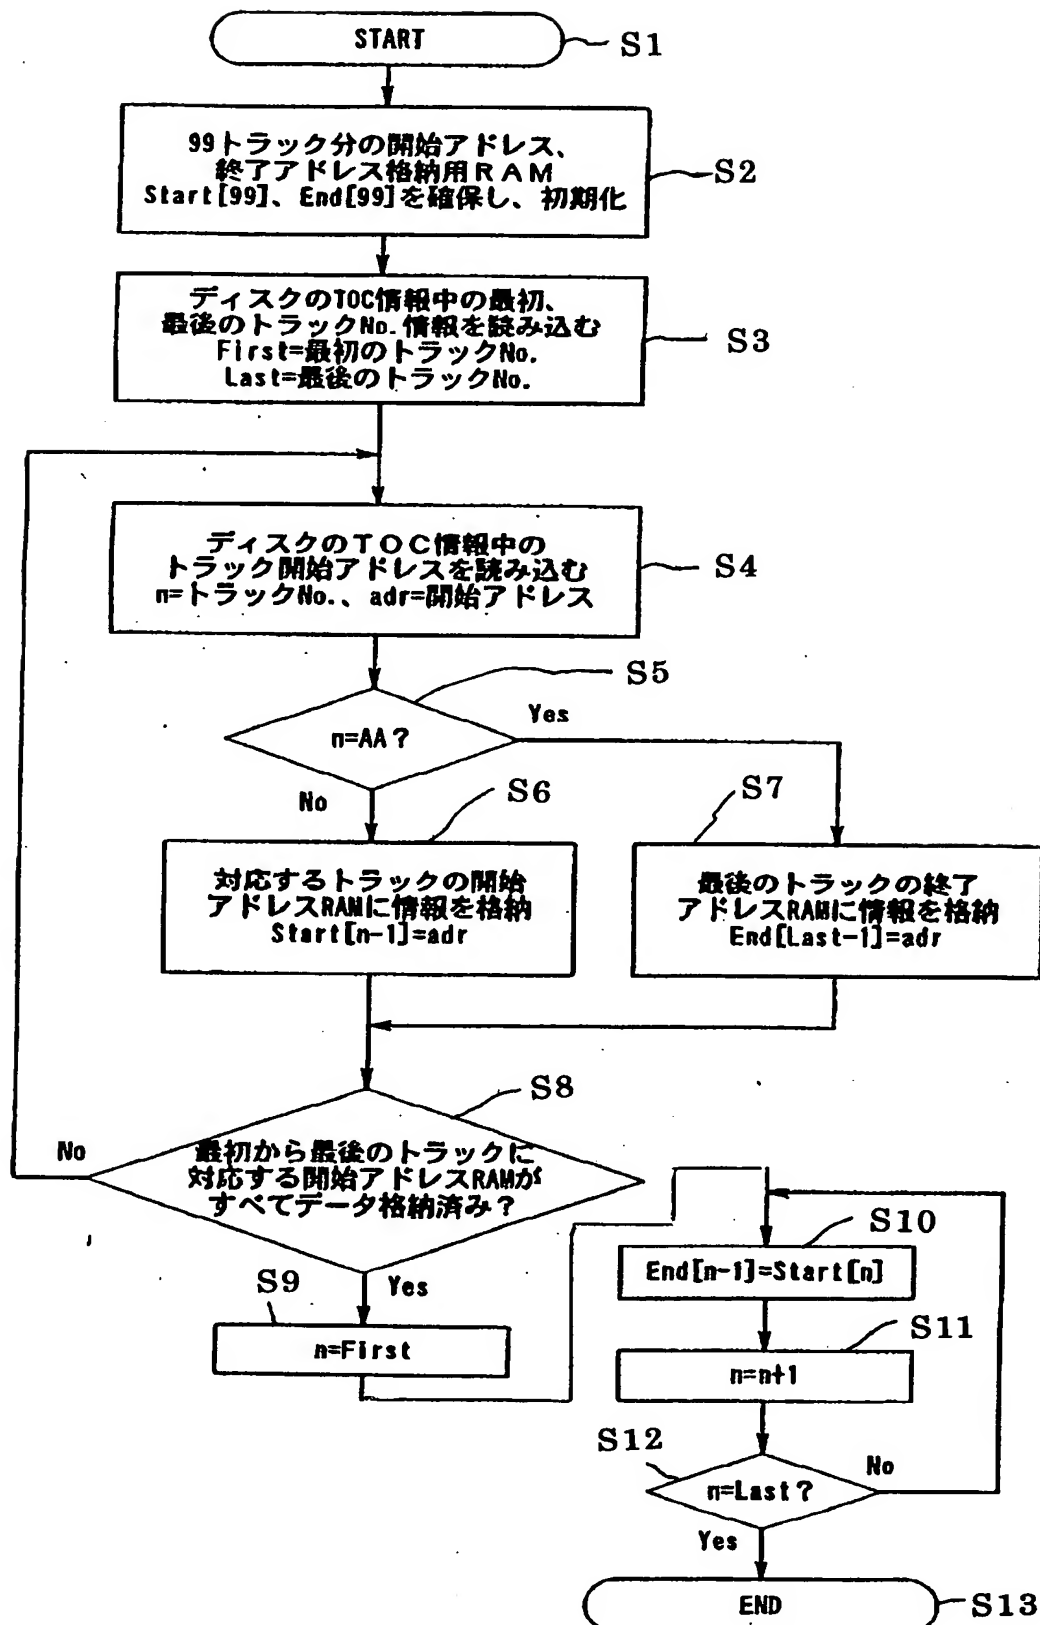 START
S1
99トラック分の開始アドレス、
終了アドレス格納用RAM
Start[99]、End[99]を確保し、初期化
S2
ディスクのTOC情報中の最初、
最後のトラックNo.情報を読み込む
First=最初のトラックNo.
Last=最後のトラックNo.
S3
ディスクのTOC情報中の
トラック開始アドレスを読み込む
n=トラックNo.、adr=開始アドレス
S4
S5
n=AA?
Yes
No
S6
対応するトラックの開始
アドレスRAMに情報を格納
Start[n-1]=adr
S7
最後のトラックの終了
アドレスRAMに情報を格納
End[Last-1]=adr
S8
最初から最後のトラックに
対応する開始アドレスRAMが
すべてデータ格納済み?
No
Yes
S9
n=First
S10
End[n-1]=Start[n]
S11
n=n+1
S12
n=Last?
No
Yes
END
S13